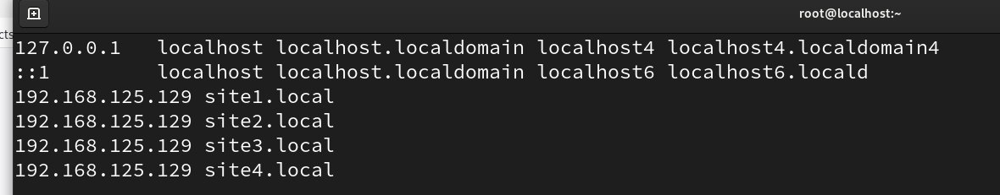 root@localhost:~
cts
127.0.0.1   localhost localhost.localdomain localhost4 localhost4.localdomain4
::1         localhost localhost.localdomain localhost6 localhost6.locald
192.168.125.129 site1.local
192.168.125.129 site2.local
192.168.125.129 site3.local
192.168.125.129 site4.local